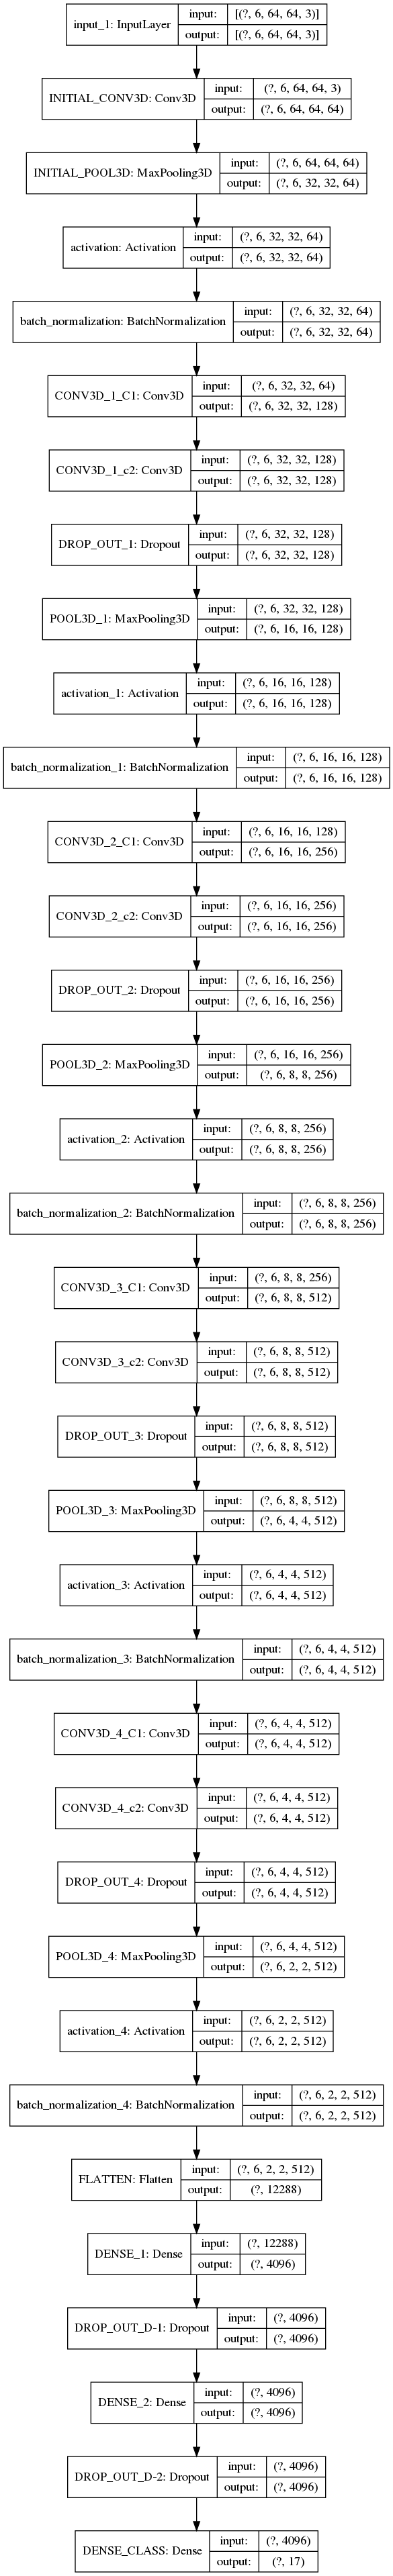 input_1: InputLayer
input: [(?, 6, 64, 64, 3)]
output: [(?, 6, 64, 64, 3)]
INITIAL_CONV3D: Conv3D
input: (?, 6, 64, 64, 3)
output: (?, 6, 64, 64, 64)
INITIAL_POOL3D: MaxPooling3D
input: (?, 6, 64, 64, 64)
output: (?, 6, 32, 32, 64)
activation: Activation
input: (?, 6, 32, 32, 64)
output: (?, 6, 32, 32, 64)
batch_normalization: BatchNormalization
input: (?, 6, 32, 32, 64)
output: (?, 6, 32, 32, 64)
CONV3D_1_C1: Conv3D
input: (?, 6, 32, 32, 64)
output: (?, 6, 32, 32, 128)
CONV3D_1_c2: Conv3D
input: (?, 6, 32, 32, 128)
output: (?, 6, 32, 32, 128)
DROP_OUT_1: Dropout
input: (?, 6, 32, 32, 128)
output: (?, 6, 32, 32, 128)
POOL3D_1: MaxPooling3D
input: (?, 6, 32, 32, 128)
output: (?, 6, 16, 16, 128)
activation_1: Activation
input: (?, 6, 16, 16, 128)
output: (?, 6, 16, 16, 128)
batch_normalization_1: BatchNormalization
input: (?, 6, 16, 16, 128)
output: (?, 6, 16, 16, 128)
CONV3D_2_C1: Conv3D
input: (?, 6, 16, 16, 128)
output: (?, 6, 16, 16, 256)
CONV3D_2_c2: Conv3D
input: (?, 6, 16, 16, 256)
output: (?, 6, 16, 16, 256)
DROP_OUT_2: Dropout
input: (?, 6, 16, 16, 256)
output: (?, 6, 16, 16, 256)
POOL3D_2: MaxPooling3D
input: (?, 6, 16, 16, 256)
output: (?, 6, 8, 8, 256)
activation_2: Activation
input: (?, 6, 8, 8, 256)
output: (?, 6, 8, 8, 256)
batch_normalization_2: BatchNormalization
input: (?, 6, 8, 8, 256)
output: (?, 6, 8, 8, 256)
CONV3D_3_C1: Conv3D
input: (?, 6, 8, 8, 256)
output: (?, 6, 8, 8, 512)
CONV3D_3_c2: Conv3D
input: (?, 6, 8, 8, 512)
output: (?, 6, 8, 8, 512)
DROP_OUT_3: Dropout
input: (?, 6, 8, 8, 512)
output: (?, 6, 8, 8, 512)
POOL3D_3: MaxPooling3D
input: (?, 6, 8, 8, 512)
output: (?, 6, 4, 4, 512)
activation_3: Activation
input: (?, 6, 4, 4, 512)
output: (?, 6, 4, 4, 512)
batch_normalization_3: BatchNormalization
input: (?, 6, 4, 4, 512)
output: (?, 6, 4, 4, 512)
CONV3D_4_C1: Conv3D
input: (?, 6, 4, 4, 512)
output: (?, 6, 4, 4, 512)
CONV3D_4_c2: Conv3D
input: (?, 6, 4, 4, 512)
output: (?, 6, 4, 4, 512)
DROP_OUT_4: Dropout
input: (?, 6, 4, 4, 512)
output: (?, 6, 4, 4, 512)
POOL3D_4: MaxPooling3D
input: (?, 6, 4, 4, 512)
output: (?, 6, 2, 2, 512)
activation_4: Activation
input: (?, 6, 2, 2, 512)
output: (?, 6, 2, 2, 512)
batch_normalization_4: BatchNormalization
input: (?, 6, 2, 2, 512)
output: (?, 6, 2, 2, 512)
FLATTEN: Flatten
input: (?, 6, 2, 2, 512)
output: (?, 12288)
DENSE_1: Dense
input: (?, 12288)
output: (?, 4096)
DROP_OUT_D-1: Dropout
input: (?, 4096)
output: (?, 4096)
DENSE_2: Dense
input: (?, 4096)
output: (?, 4096)
DROP_OUT_D-2: Dropout
input: (?, 4096)
output: (?, 4096)
DENSE_CLASS: Dense
input: (?, 4096)
output: (?, 17)